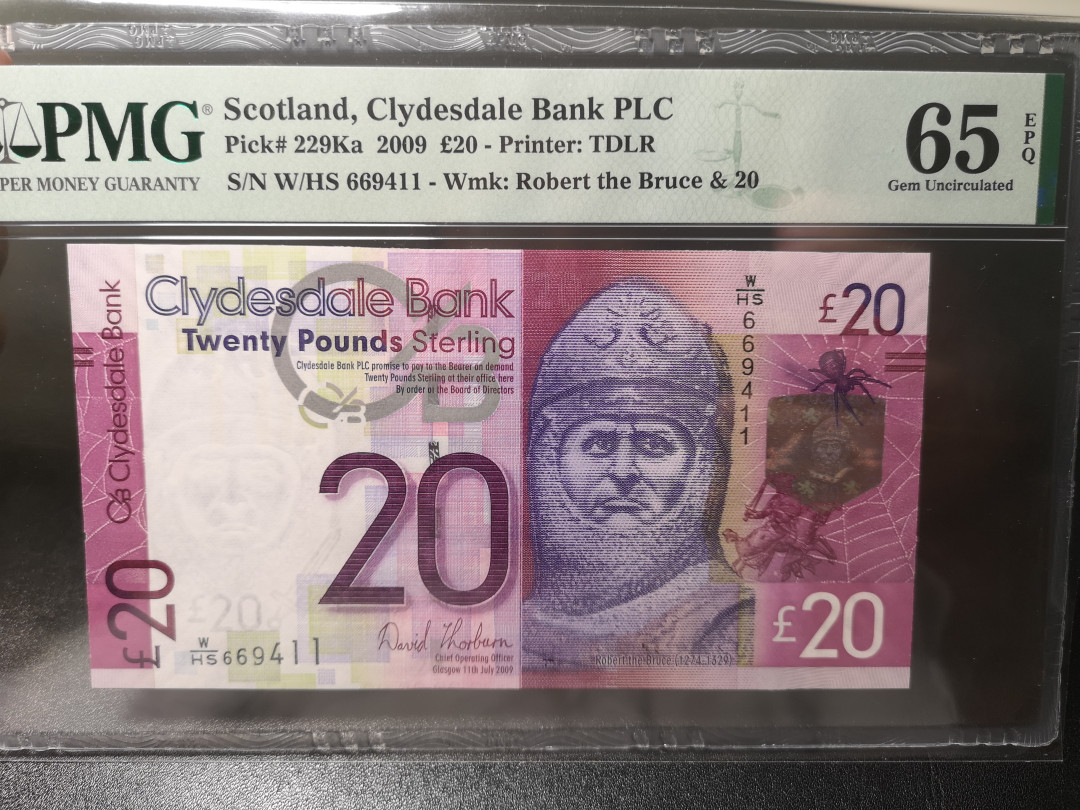 PMG®
PER MONEY GUARANTY
Scotland, Clydesdale Bank PLC
Pick# 229Ka 2009 £20 - Printer: TDLR
S/N W/HS 669411 - Wmk: Robert the Bruce & 20
65
EPQ
Gem Uncirculated
Clydesdale Bank
Clydesdale Bank
Twenty Pounds Sterling
Clydesdale Bank PLC promise to pay to the Bearer on demand
Twenty Pounds Sterling at their office here
By order of the Board of Directors
20
W
HS
669411
£20
£20
£20
£20
W
HS 669411
David Thorburn
Chief Operating Officer
Glasgow 11th July 2009
Robert the Bruce (1274-1329)